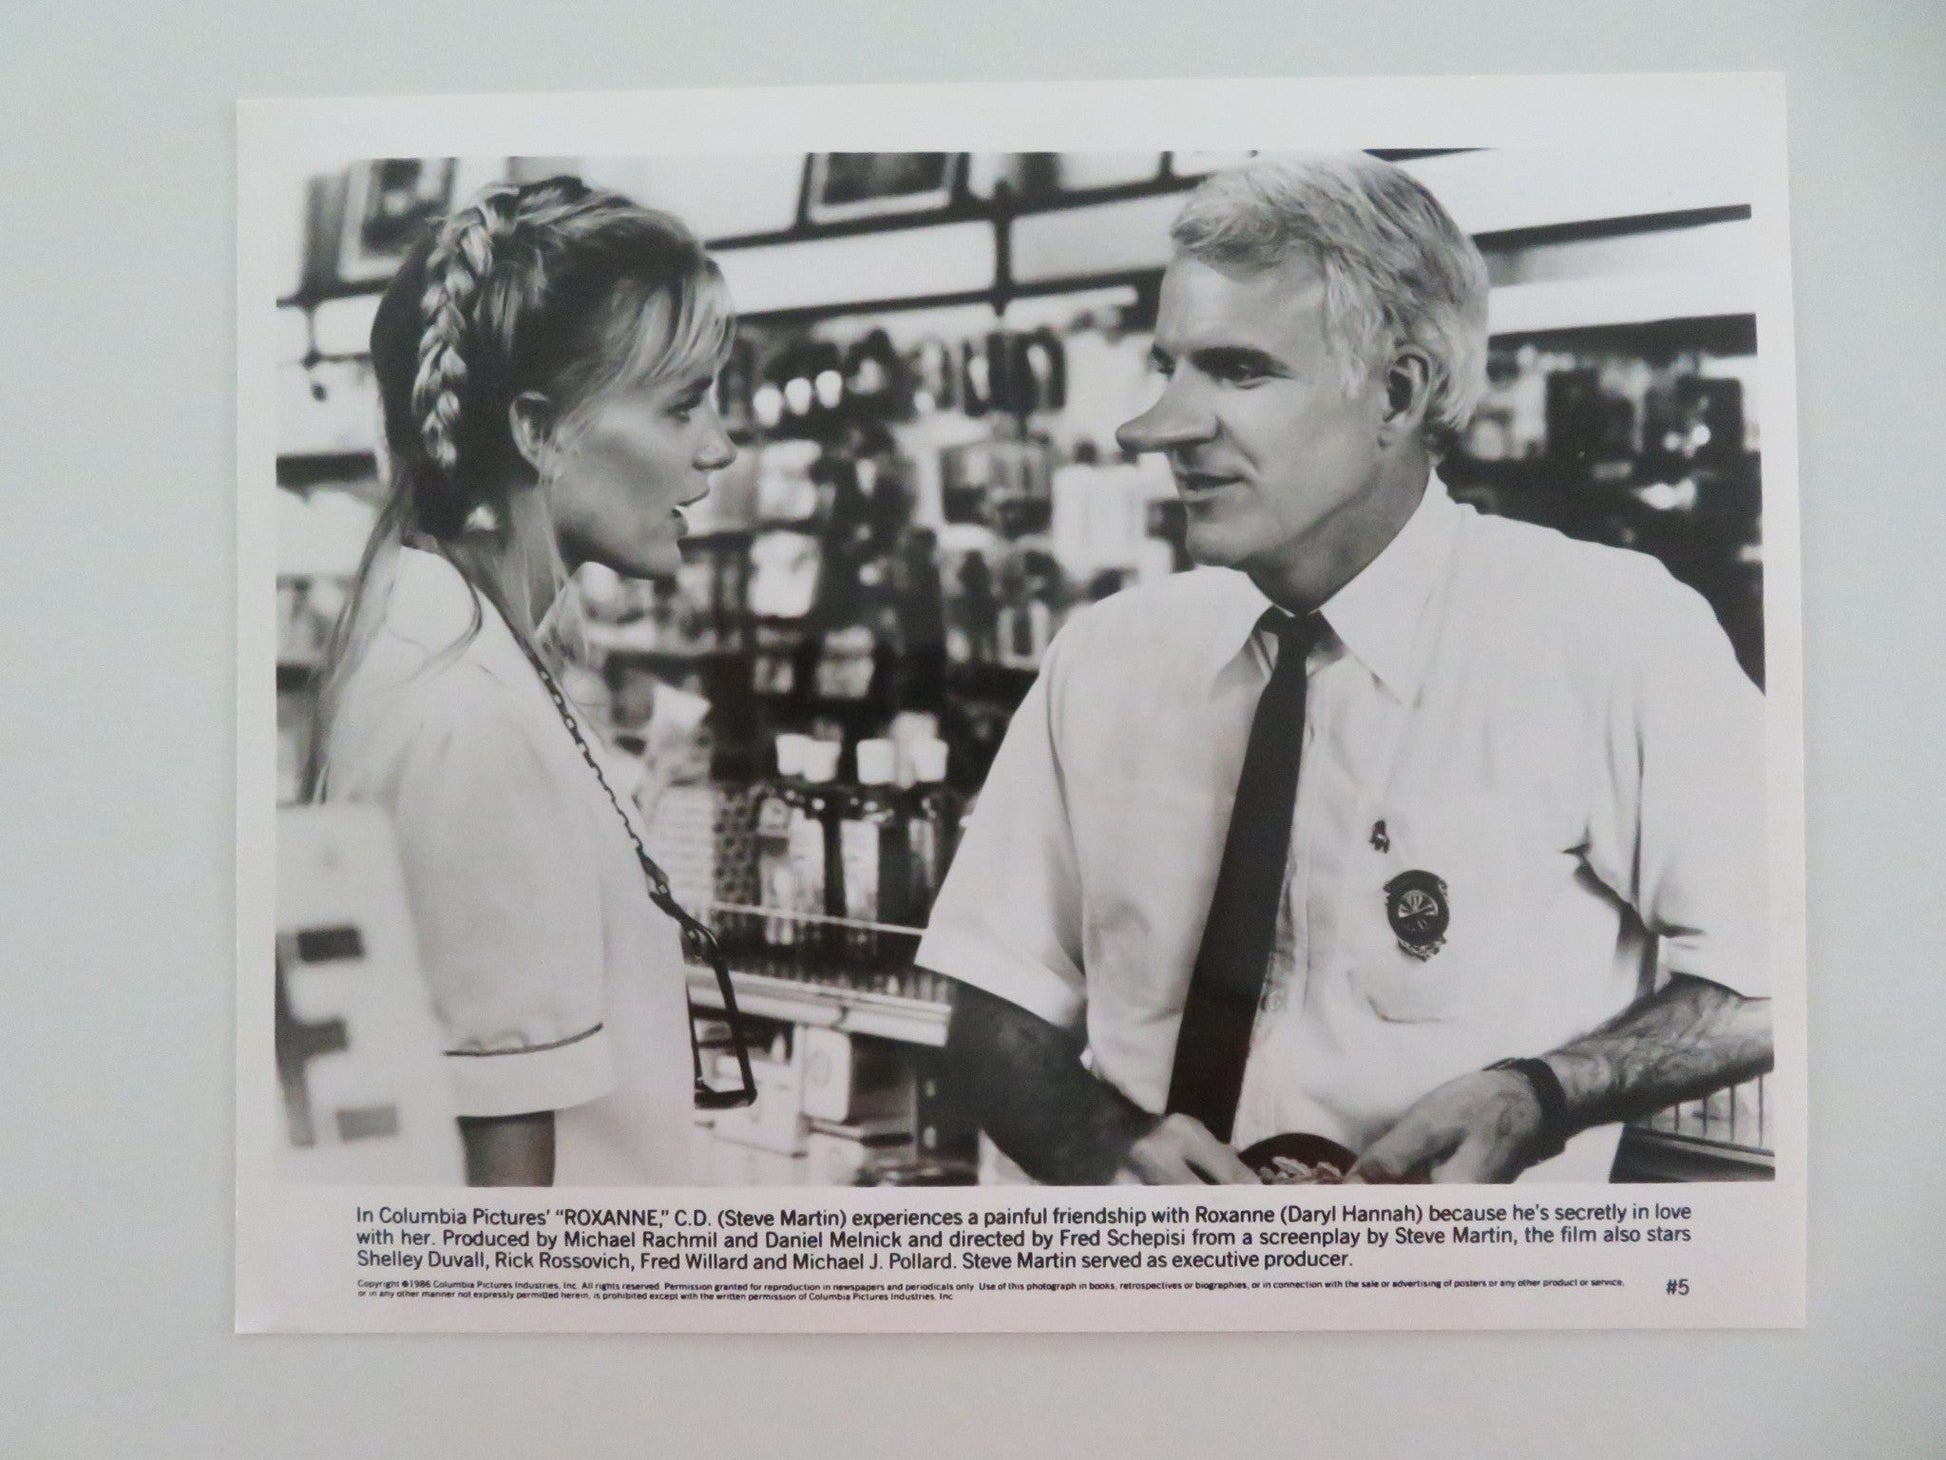 In Columbia Pictures' "ROXANNE," C.D. (Steve Martin) experiences a painful friendship with Roxanne (Daryl Hannah) because he's secretly in love
with her. Produced by Michael Rachmil and Daniel Melnick and directed by Fred Schepisi from a screenplay by Steve Martin, the film also stars
Shelley Duvall, Rick Rossovich, Fred Willard and Michael J. Pollard. Steve Martin served as executive producer.
Copyright ©1986 Columbia Pictures Industries, Inc. All rights reserved. Permission granted for reproduction in newspapers and periodicals only. Use of this photograph in books, retrospectives or biographies, or in connection with the sale or advertising of posters or any other product or service,
or in any other manner not expressly permitted herein, is prohibited except with the written permission of Columbia Pictures Industries, Inc.
#5